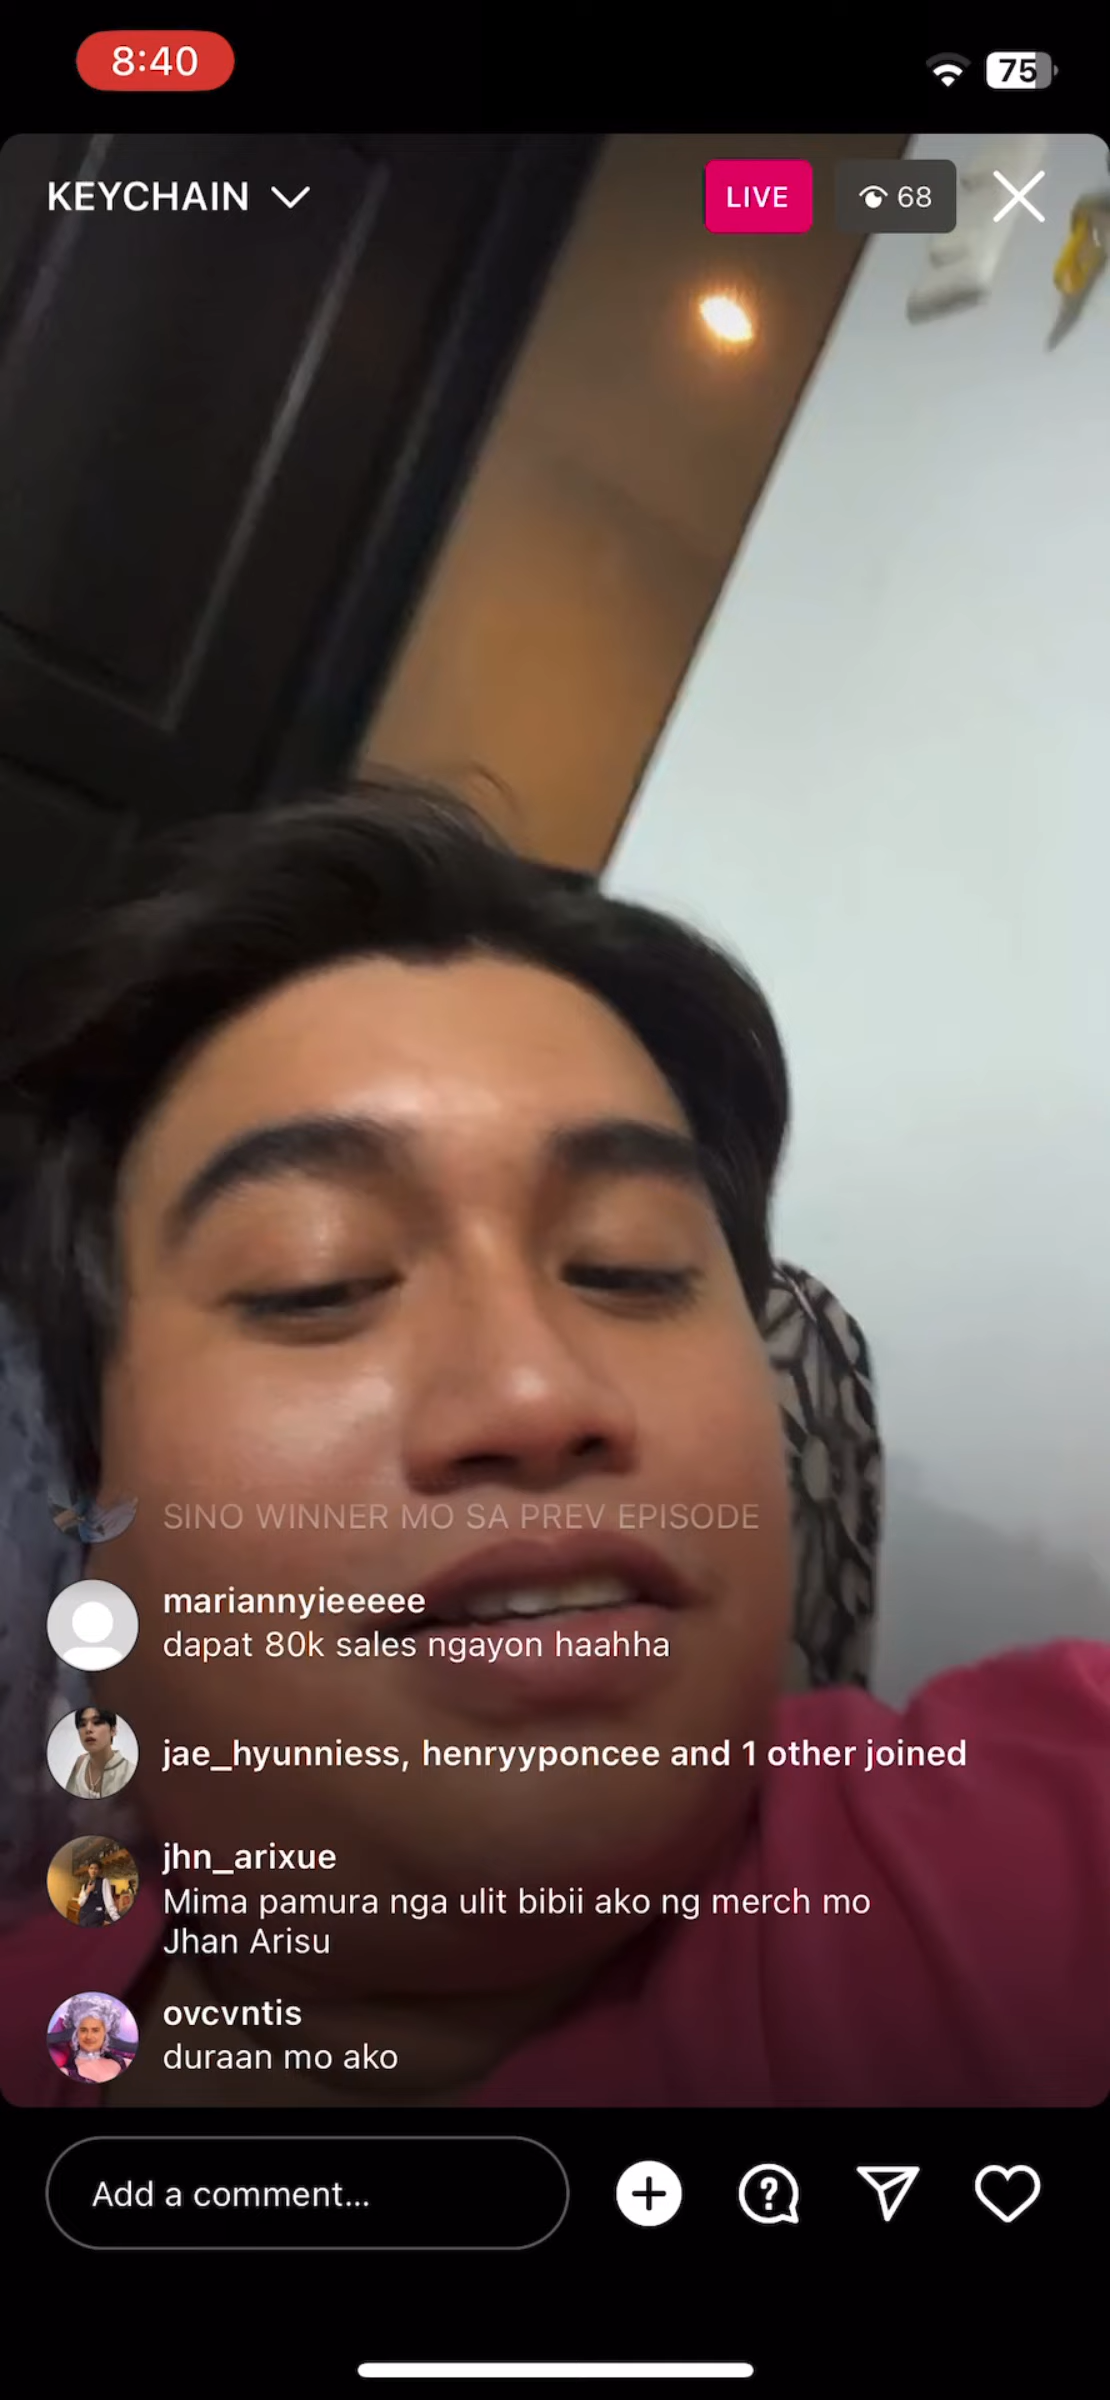 8:40
75
KEYCHAIN
LIVE
68
SINO WINNER MO SA PREV EPISODE
mariannyieeeee
dapat 80k sales ngayon haahha
jae_hyunniess, henryyponcee and 1 other joined
jhn_arixue
Mima pamura nga ulit bibii ako ng merch mo
Jhan Arisu
ovcvntis
duraan mo ako
Add a comment...